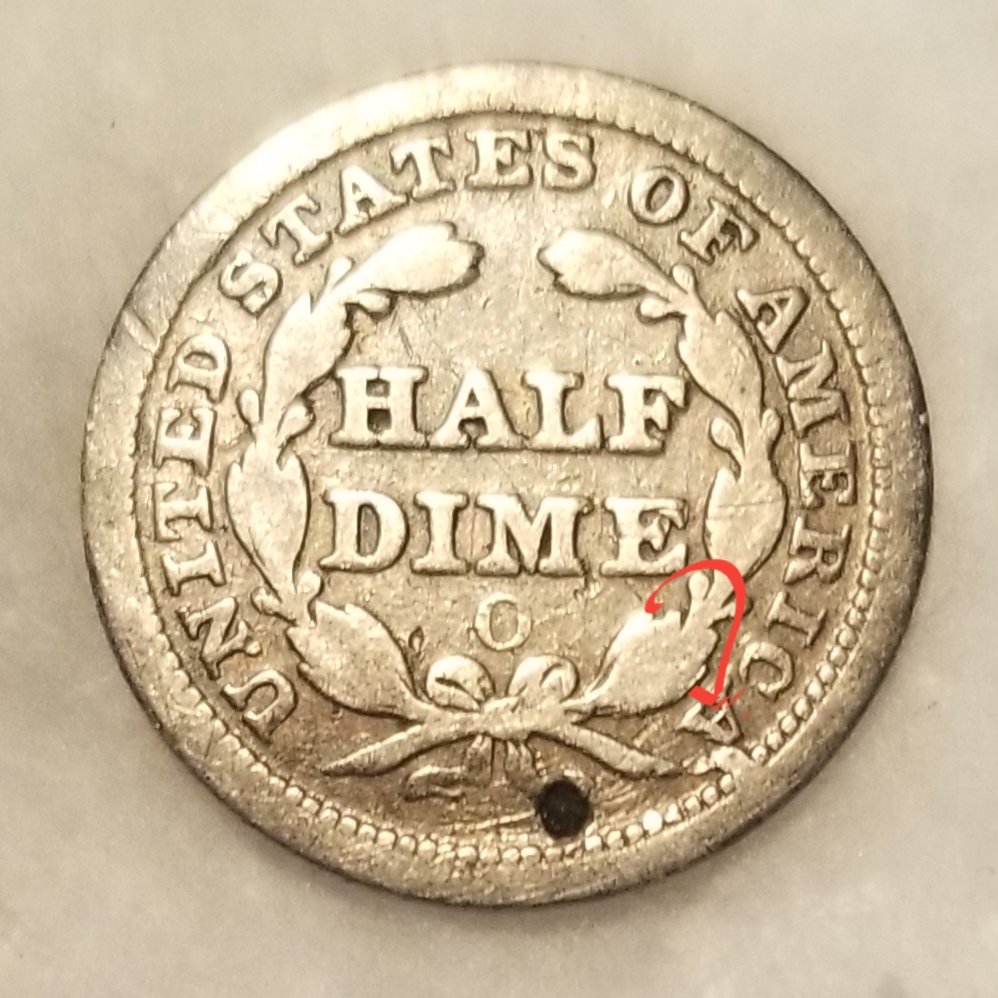 UNITED STATES OF AMERICA
HALF
DIME
O
?